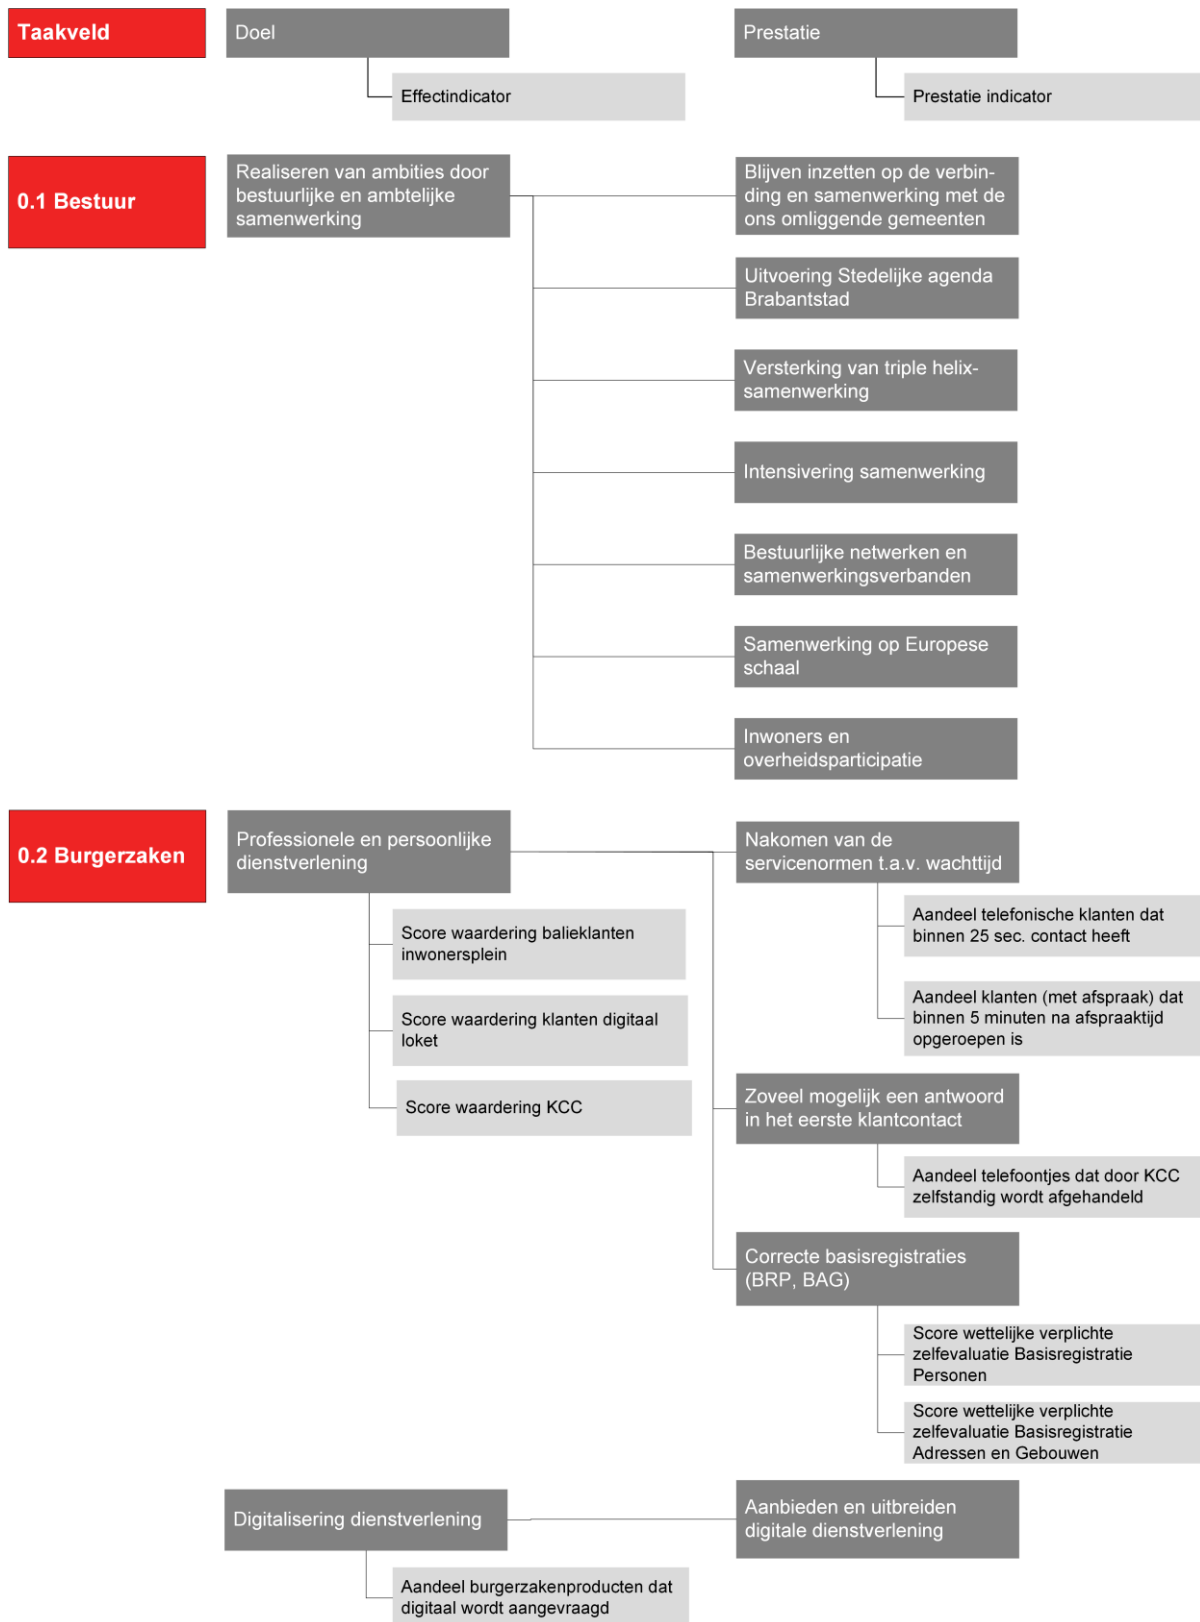 Taakveld
Doel
Prestatie
Effectindicator
Prestatie indicator
0.1 Bestuur
Realiseren van ambities door
bestuurlijke en ambtelijke
samenwerking
Blijven inzetten op de verbin-
ding en samenwerking met de
ons omliggende gemeenten
Uitvoering Stedelijke agenda
Brabantstad
Versterking van triple helix-
samenwerking
Intensivering samenwerking
Bestuurlijke netwerken en
samenwerkingsverbanden
Samenwerking op Europese
schaal
Inwoners en
overheidsparticipatie
0.2 Burgerzaken
Professionele en persoonlijke
dienstverlening
Score waardering balieklanten
inwonersplein
Score waardering klanten digitaal
loket
Score waardering KCC
Nakomen van de
servicenormen t.a.v. wachttijd
Aandeel telefonische klanten dat
binnen 25 sec. contact heeft
Aandeel klanten (met afspraak) dat
binnen 5 minuten na afspraaktijd
opgeroepen is
Zoveel mogelijk een antwoord
in het eerste klantcontact
Aandeel telefoontjes dat door KCC
zelfstandig wordt afgehandeld
Correcte basisregistraties
(BRP, BAG)
Score wettelijke verplichte
zelfevaluatie Basisregistratie
Personen
Score wettelijke verplichte
zelfevaluatie Basisregistratie
Adressen en Gebouwen
Digitalisering dienstverlening
Aandeel burgerzakenproducten dat
digitaal wordt aangevraagd
Aanbieden en uitbreiden
digitale dienstverlening